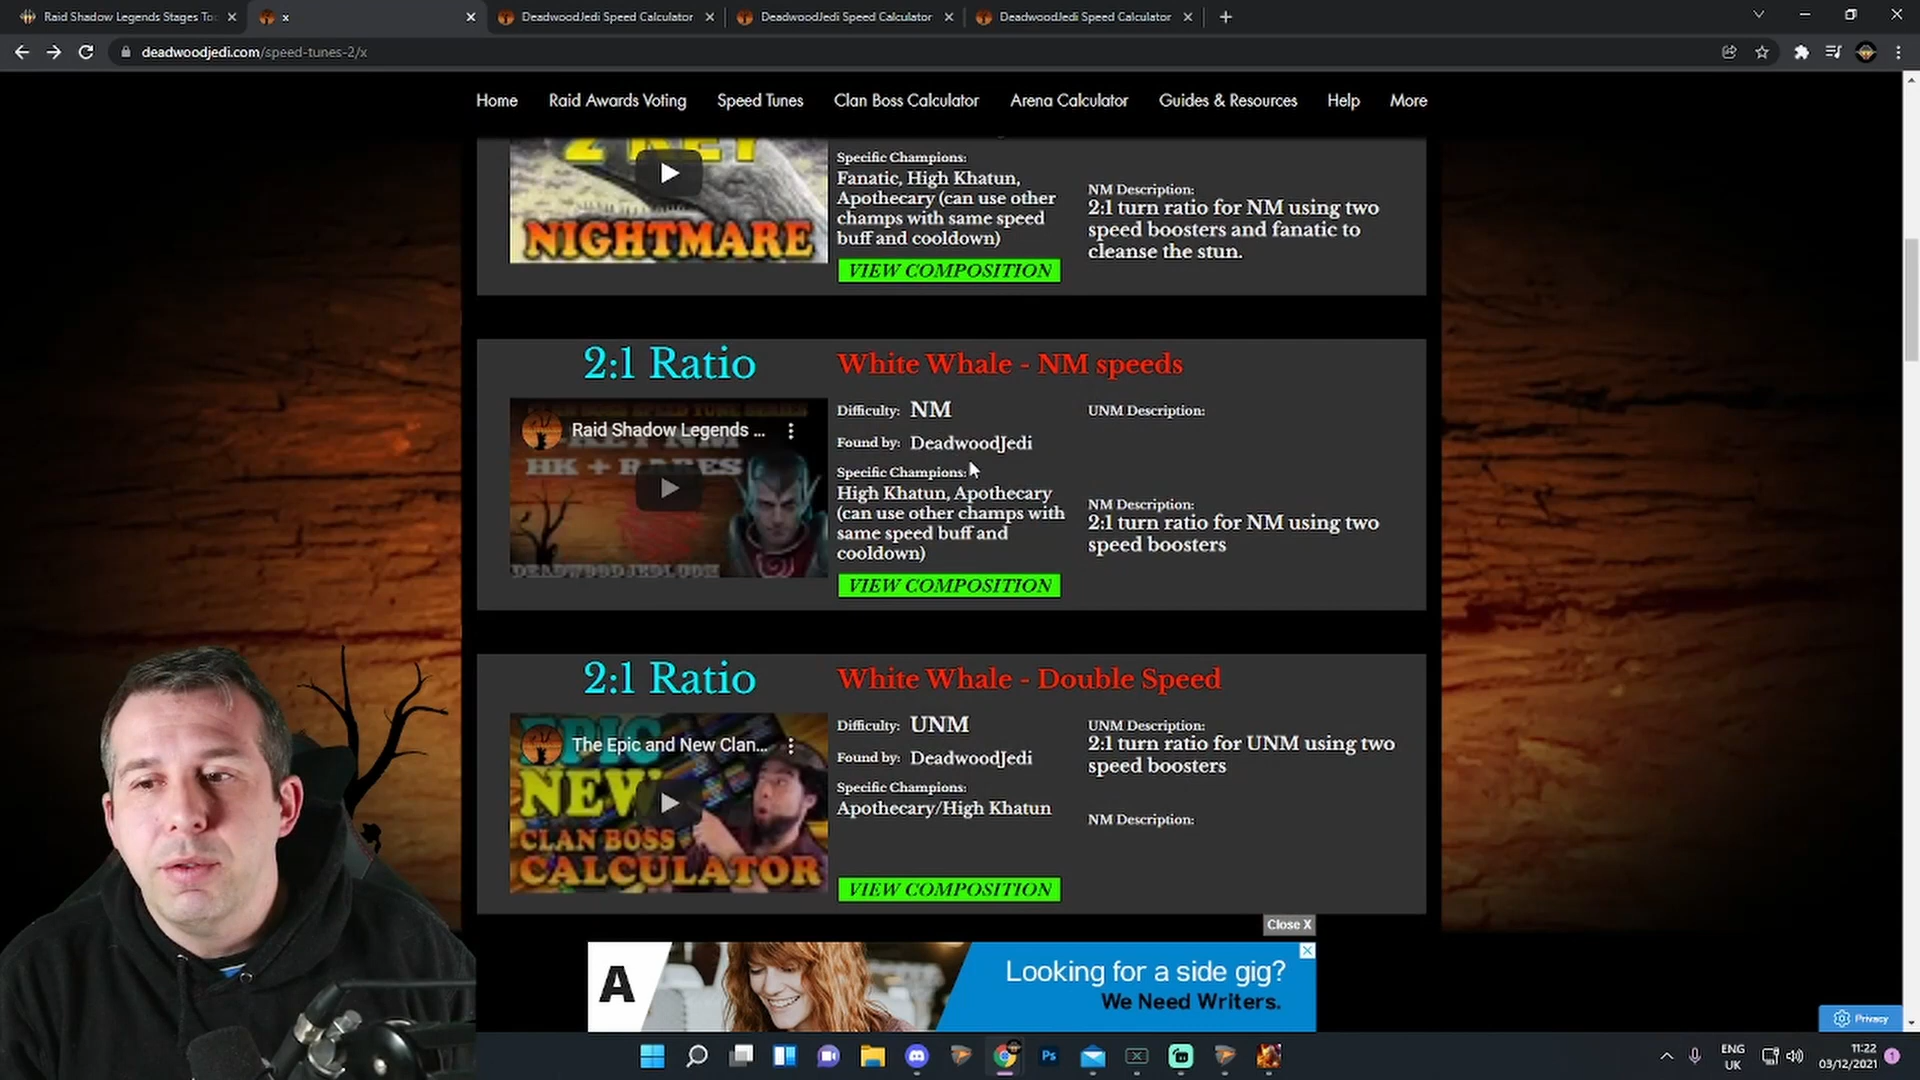 Raid Shadow Legends Stages To
x
DeadwoodJedi Speed Calculator
DeadwoodJedi Speed Calculator
DeadwoodJedi Speed Calculator
deadwoodjedi.com/speed-tunes-2/x
Home
Raid Awards Voting
Speed Tunes
Clan Boss Calculator
Arena Calculator
Guides & Resources
Help
More
2 KEY
NIGHTMARE
Specific Champions:
Fanatic, High Khatun,
Apothecary (can use other
champs with same speed
buff and cooldown)
VIEW COMPOSITION
NM Description:
2:1 turn ratio for NM using two
speed boosters and fanatic to
cleanse the stun.
2:1 Ratio
White Whale - NM speeds
Raid Shadow Legends ...
HK + RARES
DEADWOODJEDI.COM
Difficulty: NM
Found by: DeadwoodJedi
Specific Champions:
High Khatun, Apothecary
(can use other champs with
same speed buff and
cooldown)
VIEW COMPOSITION
UNM Description:
NM Description:
2:1 turn ratio for NM using two
speed boosters
2:1 Ratio
White Whale - Double Speed
EPIC
The Epic and New Clan...
NEW
CLAN BOSS
CALCULATOR
Difficulty: UNM
Found by: DeadwoodJedi
Specific Champions:
Apothecary/High Khatun
VIEW COMPOSITION
UNM Description:
2:1 turn ratio for UNM using two
speed boosters
NM Description:
Close X
A
Looking for a side gig?
We Need Writers.
Privacy
Ps
ENG
UK
11:22
03/12/2021
1